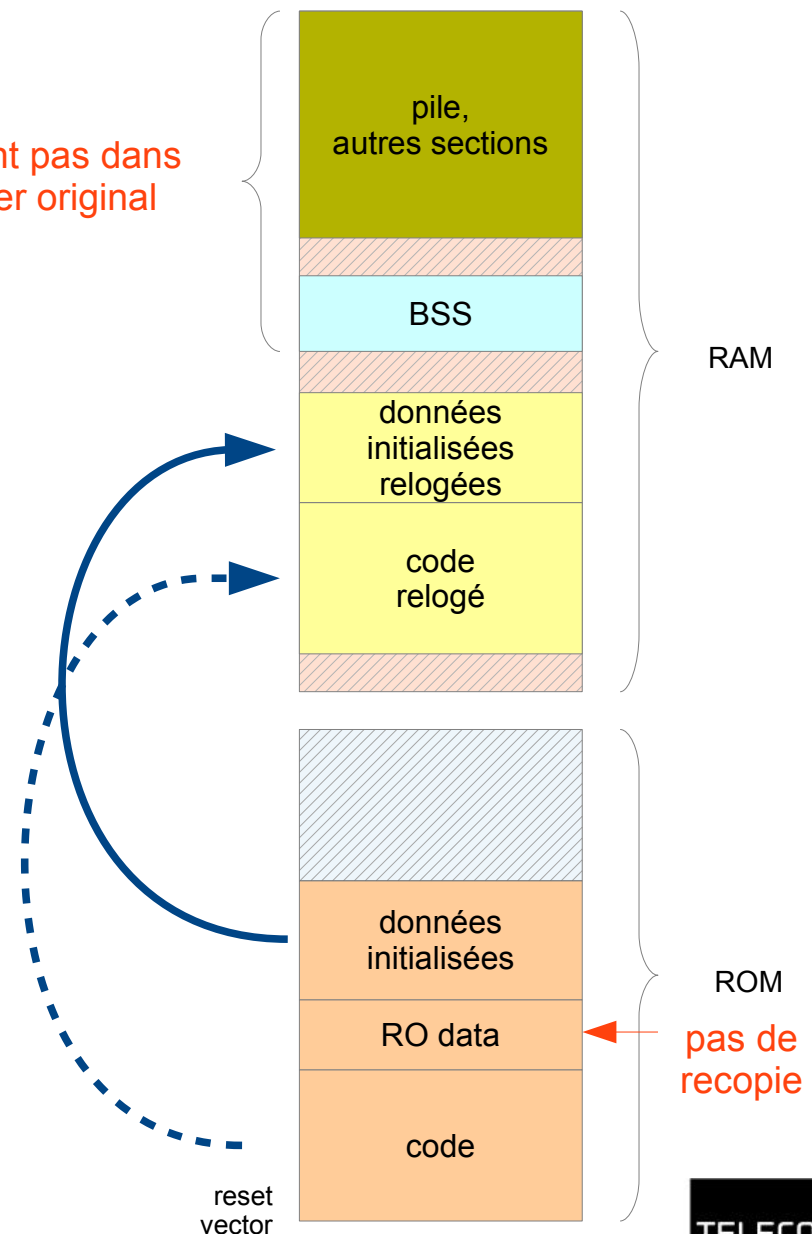 pile,
autres sections
nt pas dans
er original
BSS
RAM
données
initialisées
relogées
code
relogé
données
initialisées
ROM
RO data
pas de
recopie
code
reset
vector